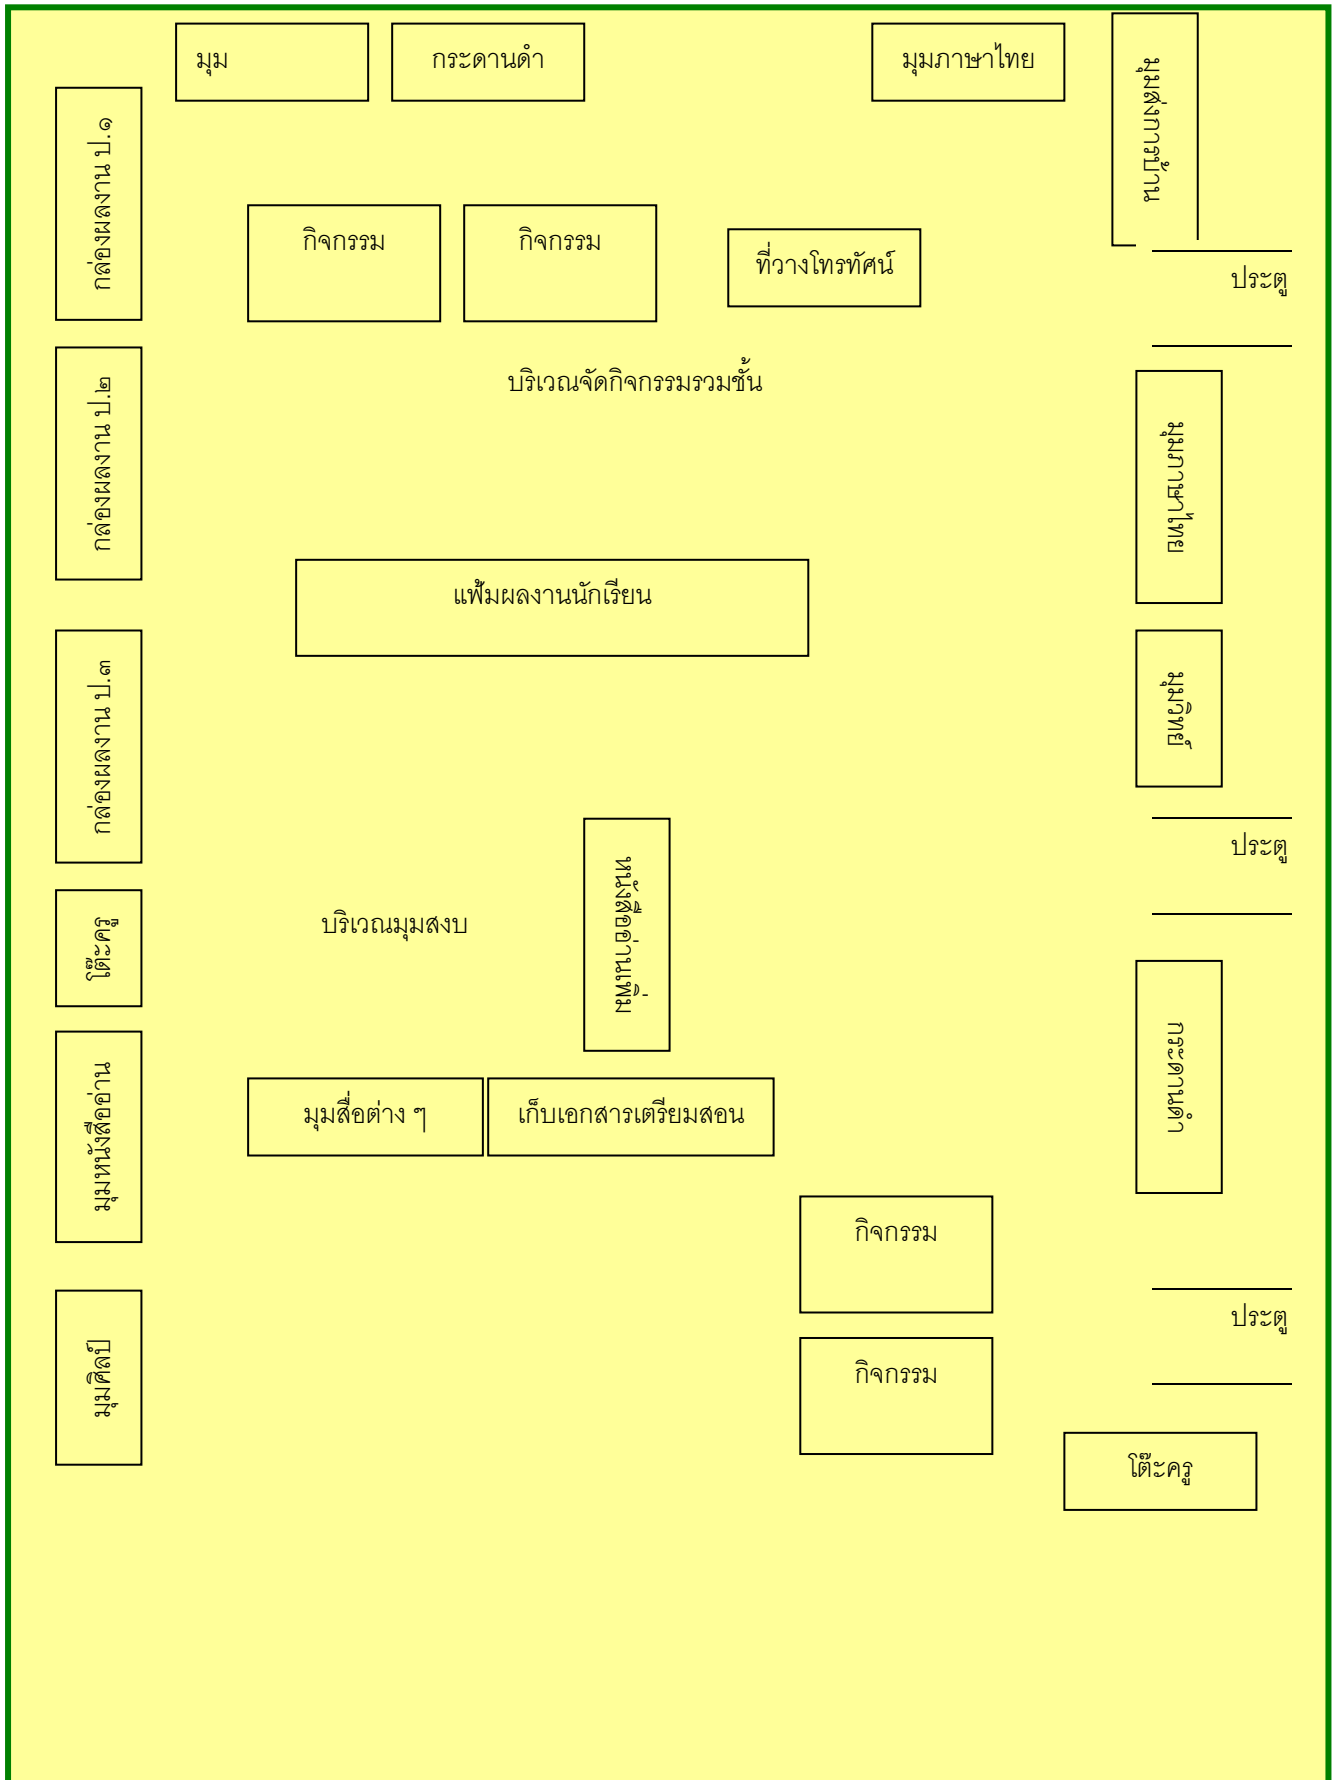 มุม
กระดานดำ
มุมภาษาไทย
มุมส่งการบ้าน
กล่องผลงาน ป.๑
กิจกรรม
กิจกรรม
ที่วางโทรทัศน์
ประตู
กล่องผลงาน ป.๒
บริเวณจัดกิจกรรมรวมชั้น
มุมภาษาไทย
แฟ้มผลงานนักเรียน
กล่องผลงาน ป.๓
มุมวิทย์
ประตู
โต๊ะครู
บริเวณมุมสงบ
หนังสืออ่านเพิ่ม
กระดานดำ
มุมหนังสืออ่าน
มุมสื่อต่าง ๆ
เก็บเอกสารเตรียมสอน
กิจกรรม
ประตู
มุมศิลป์
กิจกรรม
โต๊ะครู